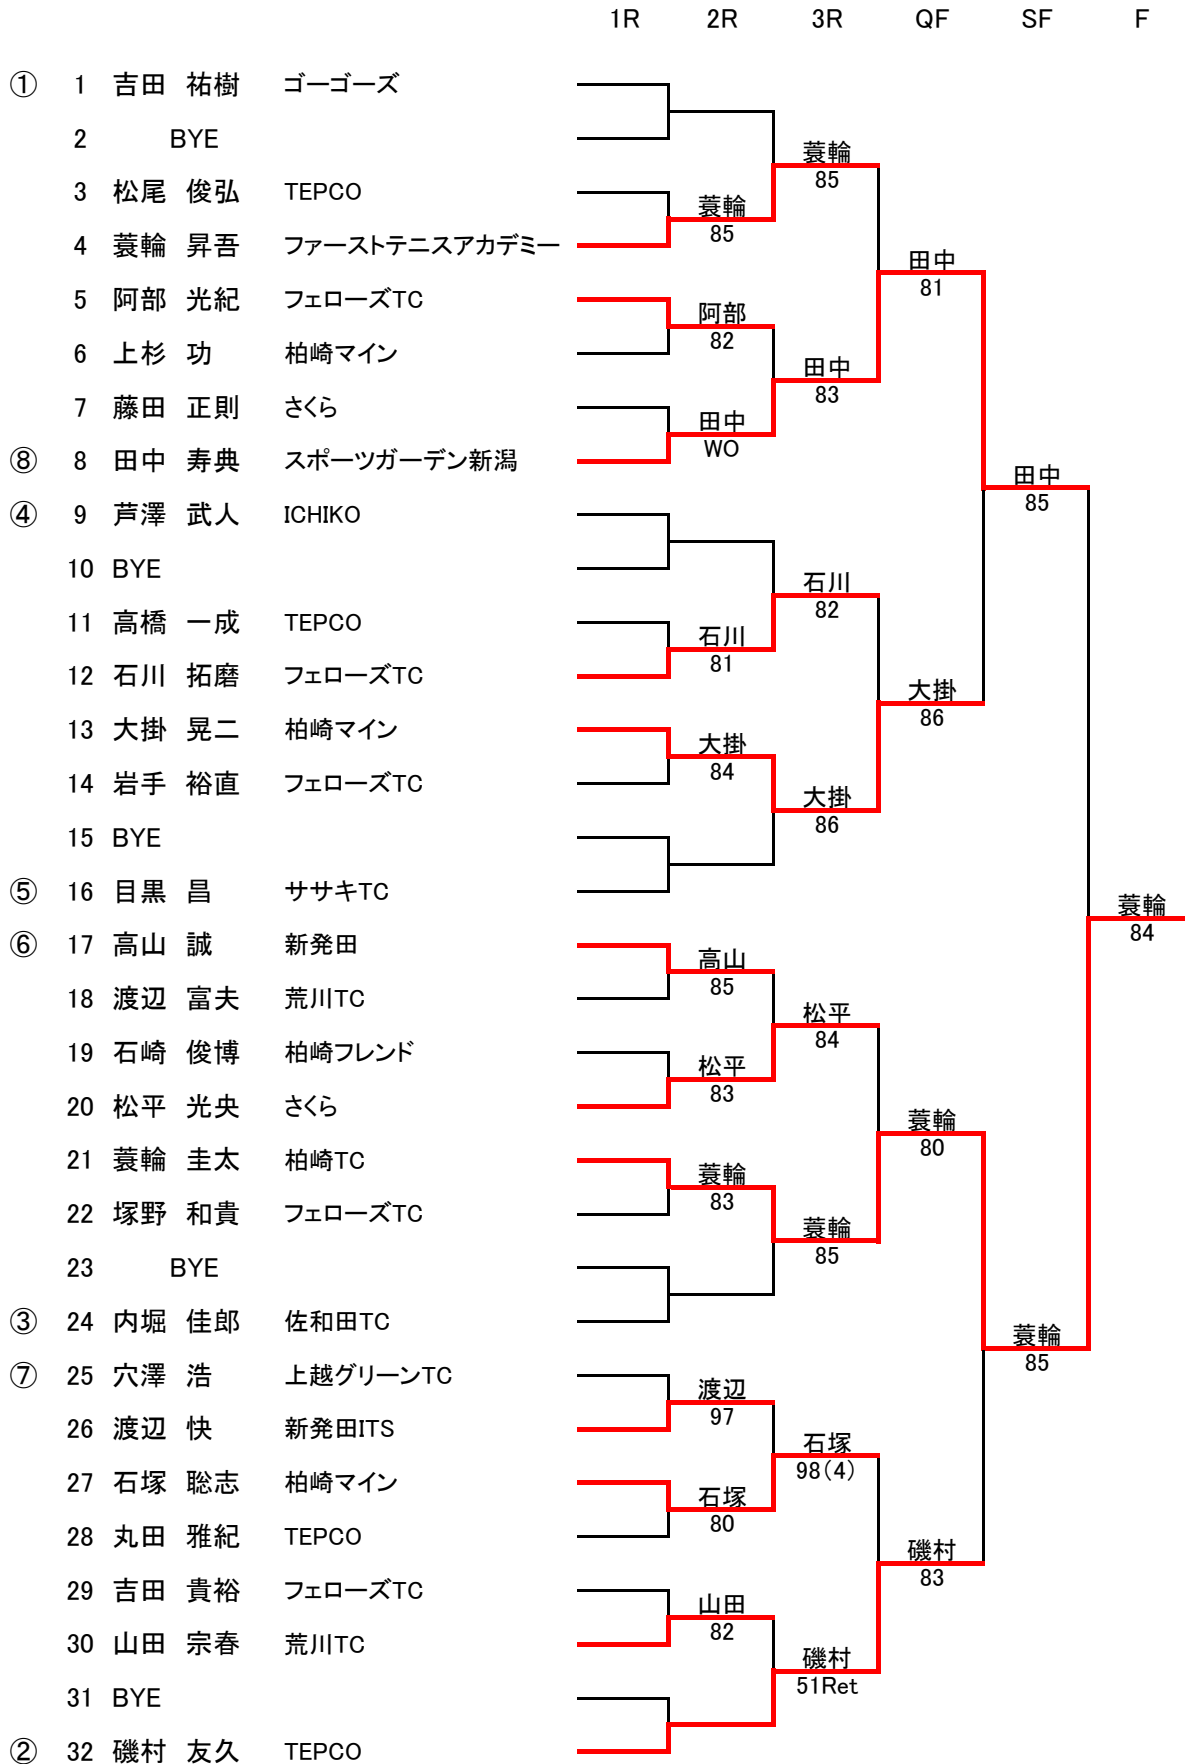 1R 2R 3R QF SF F
① 1 吉田 祐樹 ゴーゴーズ
2 BYE
蓑輪
85
3 松尾 俊弘 TEPCO
蓑輪
85
4 蓑輪 昇吾 ファーストテニスアカデミー
田中
81
5 阿部 光紀 フェローズTC
阿部
82
6 上杉 功 柏崎マイン
田中
83
7 藤田 正則 さくら
田中
WO
⑧ 8 田中 寿典 スポーツガーデン新潟
田中
85
④ 9 芦澤 武人 ICHIKO
10 BYE
石川
82
11 高橋 一成 TEPCO
石川
81
12 石川 拓磨 フェローズTC
大掛
86
13 大掛 晃二 柏崎マイン
大掛
84
14 岩手 裕直 フェローズTC
大掛
86
15 BYE
⑤ 16 目黒 昌 ササキTC
蓑輪
84
⑥ 17 高山 誠 新発田
高山
85
18 渡辺 富夫 荒川TC
松平
84
19 石崎 俊博 柏崎フレンド
松平
83
20 松平 光央 さくら
蓑輪
80
21 蓑輪 圭太 柏崎TC
蓑輪
83
22 塚野 和貴 フェローズTC
蓑輪
85
23 BYE
③ 24 内堀 佳郎 佐和田TC
蓑輪
85
⑦ 25 穴澤 浩 上越グリーンTC
渡辺
97
26 渡辺 快 新発田ITS
石塚
98(4)
27 石塚 聡志 柏崎マイン
石塚
80
28 丸田 雅紀 TEPCO
磯村
83
29 吉田 貴裕 フェローズTC
山田
82
30 山田 宗春 荒川TC
磯村
51Ret
31 BYE
② 32 磯村 友久 TEPCO